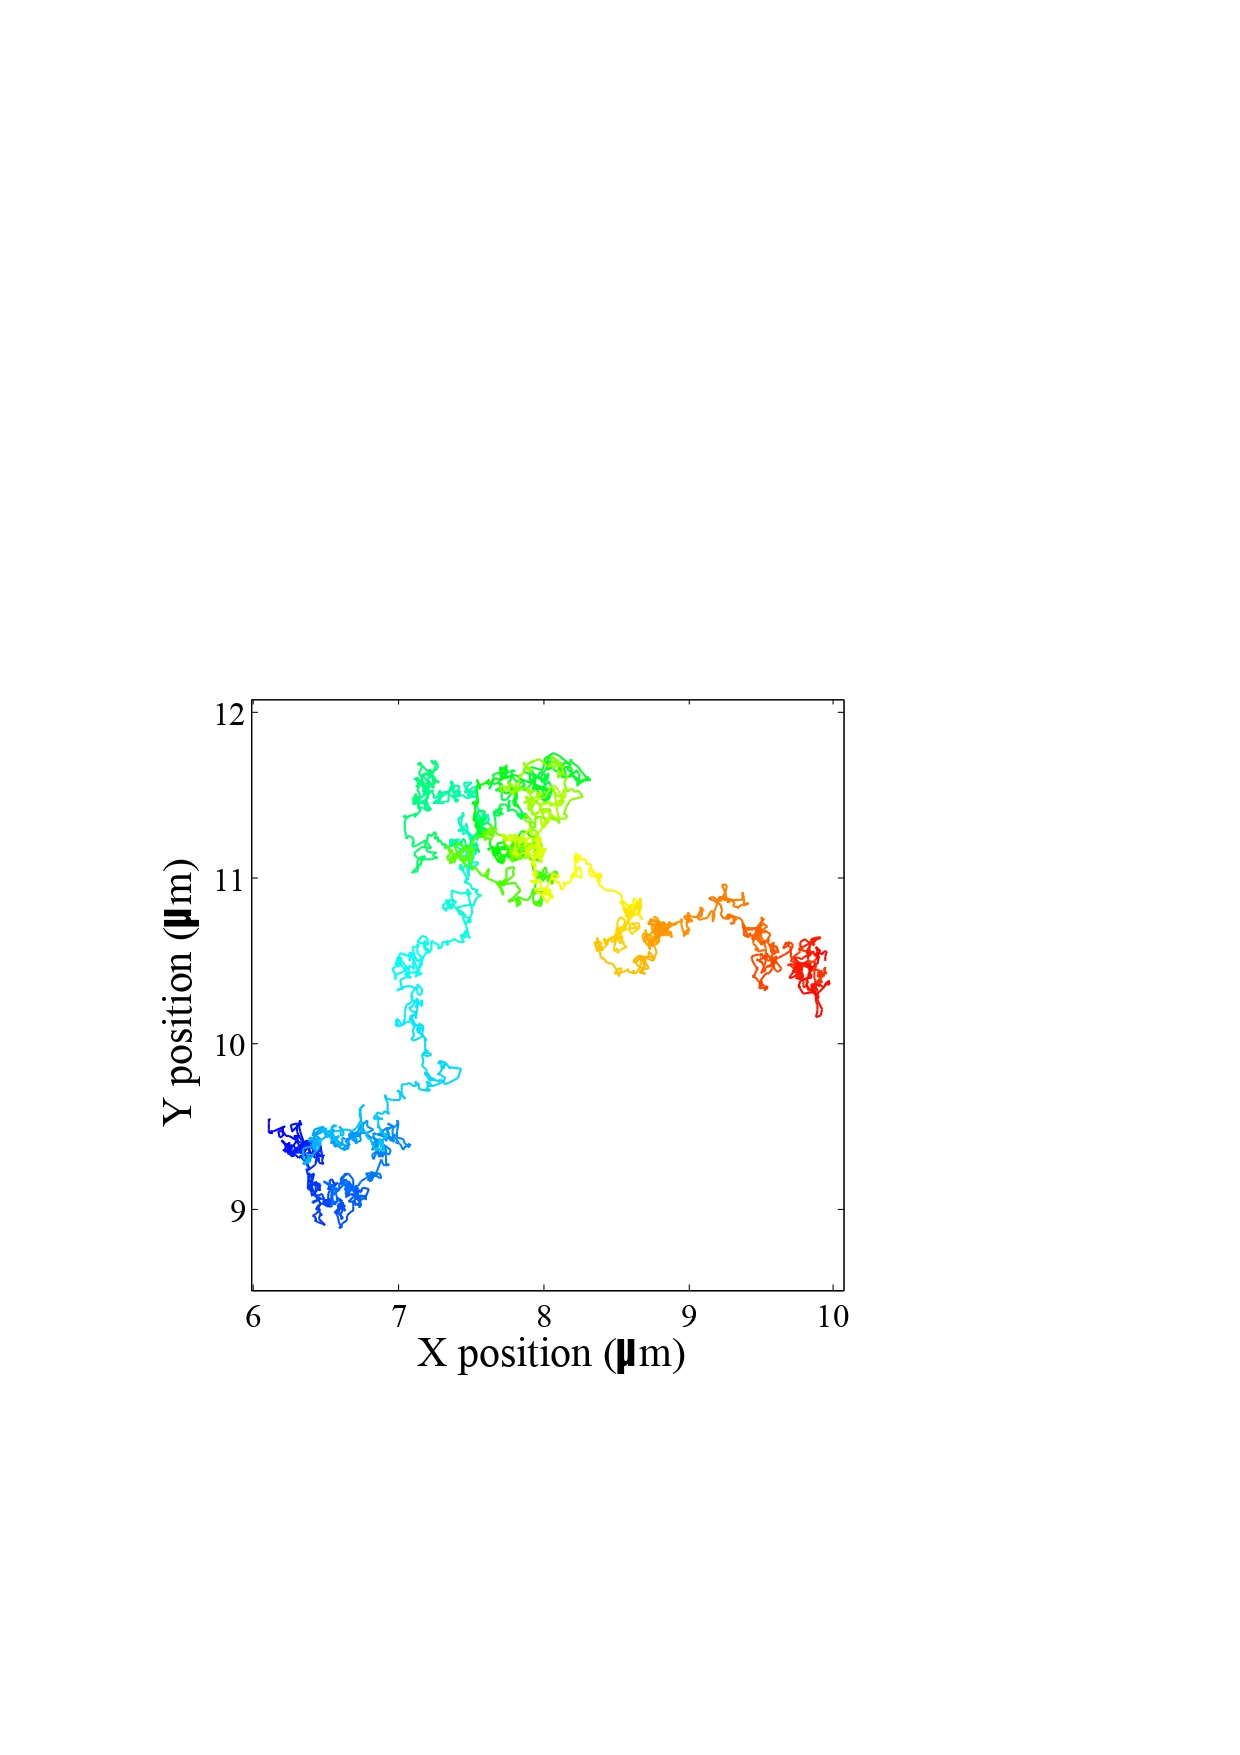 12
11
10
9
Y position (μm)
6 7 8 9 10
X position (μm)